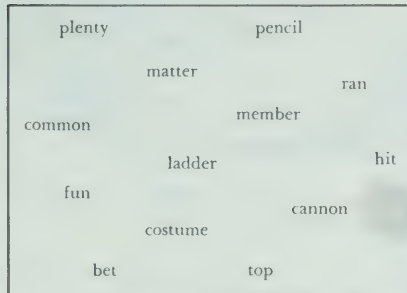 plenty pencil
matter
ran
member
common
ladder
hit
fun
cannon
costume
bet top